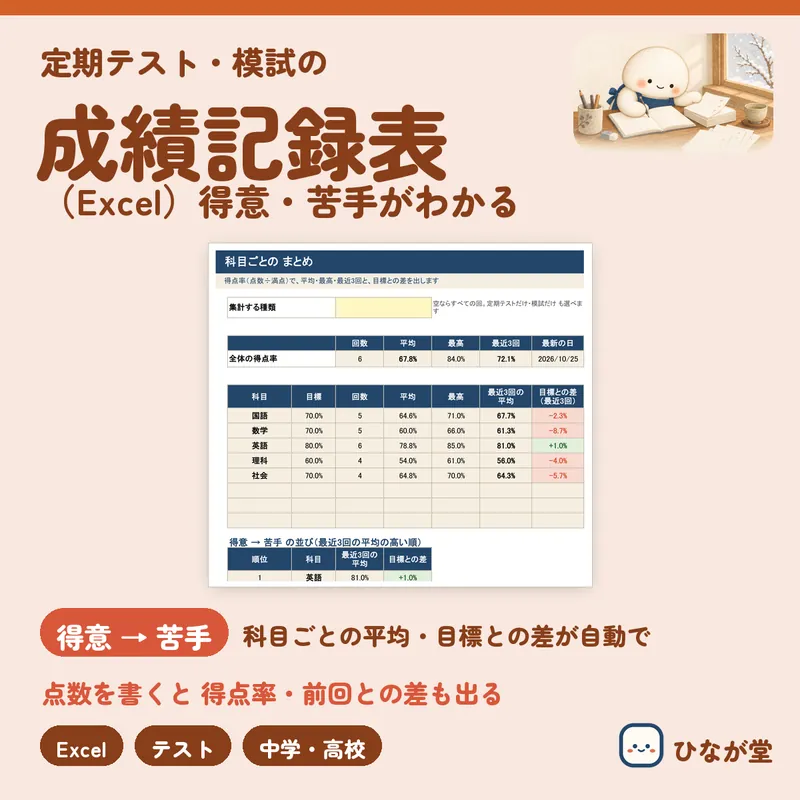 定期テスト・模試の
成績記録表
（Excel）得意・苦手がわかる
科目ごとの まとめ
得点率（点数÷満点）で、平均・最高・最近3回と、目標との差を出します
集計する種類
空ならすべての回。定期テストだけ・模試だけ も選べます
回数 平均 最高 最近3回 最新の日
全体の得点率 6 67.8% 84.0% 72.1% 2026/10/25
科目 目標 回数 平均 最高 最近3回の平均 目標との差（最近3回）
国語 70.0% 5 64.6% 71.0% 67.7% -2.3%
数学 70.0% 5 60.0% 66.0% 61.3% -8.7%
英語 80.0% 6 78.8% 85.0% 81.0% +1.0%
理科 60.0% 4 54.0% 61.0% 56.0% -4.0%
社会 70.0% 4 64.8% 70.0% 64.3% -5.7%
得意 → 苦手 の並び（最近3回の平均の高い順）
順位 科目 最近3回の平均 目標との差
1 英語 81.0% +1.0%
得意 → 苦手 科目ごとの平均・目標との差が自動で
点数を書くと 得点率・前回との差も出る
Excel テスト 中学・高校
ひなが堂